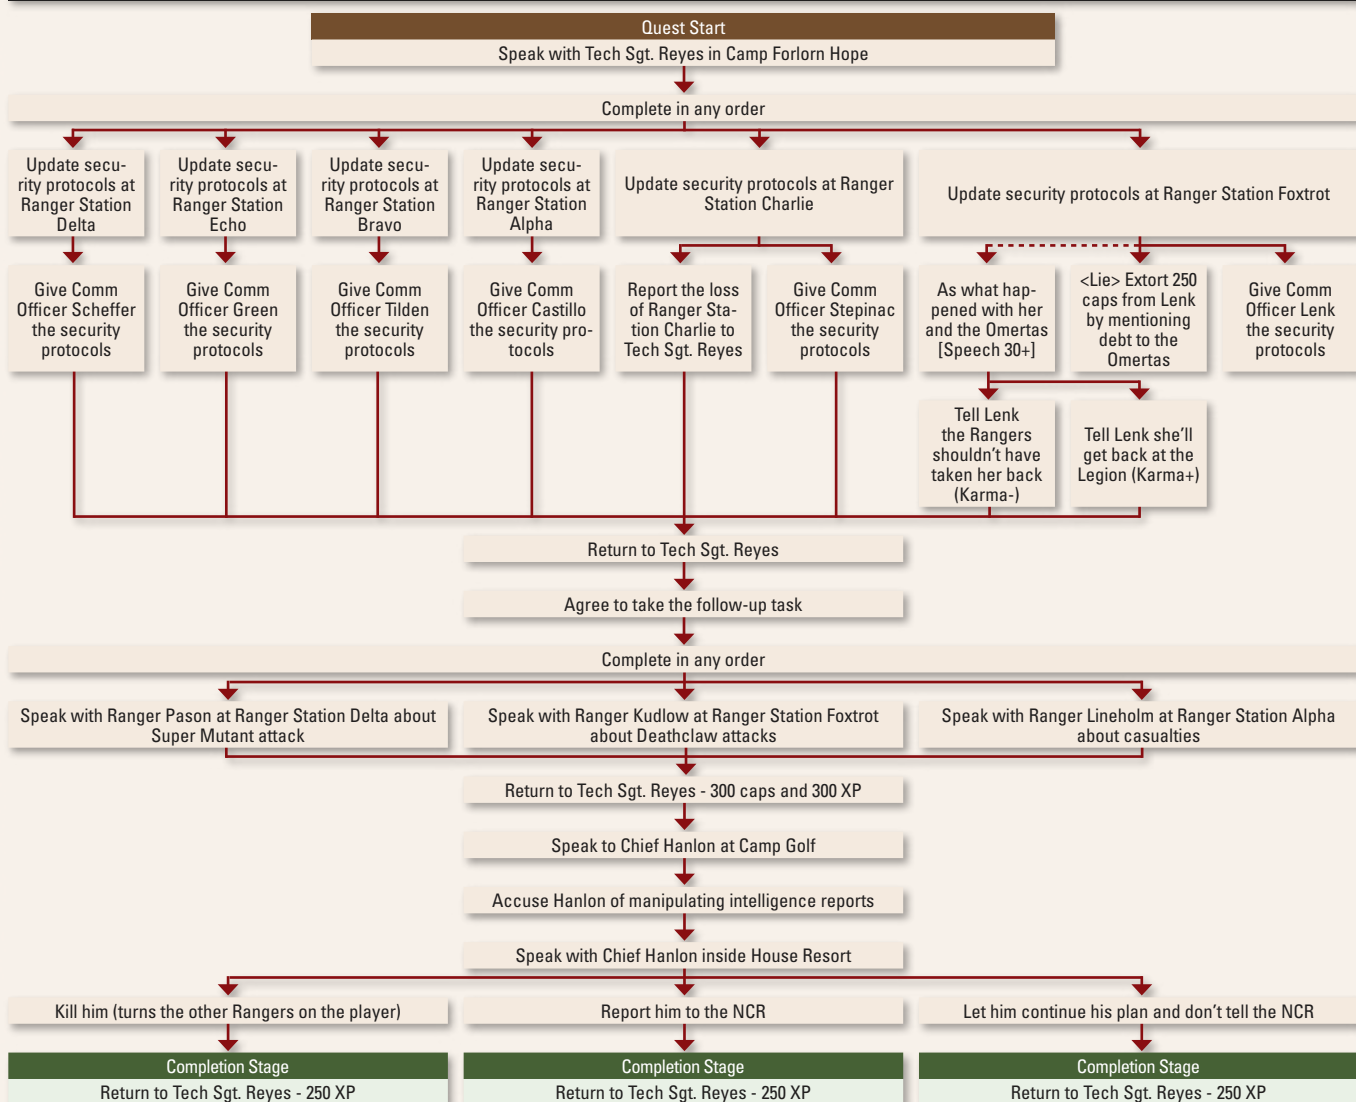 Quest Start
Speak with Tech Sgt. Reyes in Camp Forlorn Hope
Complete in any order
Update secu-
rity protocols at
Ranger Station
Delta
Update secu-
rity protocols at
Ranger Station
Echo
Update secu-
rity protocols at
Ranger Station
Bravo
Update secu-
rity protocols at
Ranger Station
Alpha
Update security protocols at Ranger
Station Charlie
Update security protocols at Ranger Station Foxtrot
Give Comm
Officer Scheffer
the security
protocols
Give Comm
Officer Green
the security
protocols
Give Comm
Officer Tilden
the security
protocols
Give Comm
Officer Castillo
the security pro-
tocols
Report the loss
of Ranger Sta-
tion Charlie to
Tech Sgt. Reyes
Give Comm
Officer Stepinac
the security
protocols
As what hap-
pened with her
and the Omertas
[Speech 30+]
<Lie> Extort 250
caps from Lenk
by mentioning
debt to the
Omertas
Give Comm
Officer Lenk
the security
protocols
Tell Lenk
the Rangers
shouldn't have
taken her back
(Karma-)
Tell Lenk she'll
get back at the
Legion (Karma+)
Return to Tech Sgt. Reyes
Agree to take the follow-up task
Complete in any order
Speak with Ranger Pason at Ranger Station Delta about
Super Mutant attack
Speak with Ranger Kudlow at Ranger Station Foxtrot
about Deathclaw attacks
Speak with Ranger Lineholm at Ranger Station Alpha
about casualties
Return to Tech Sgt. Reyes - 300 caps and 300 XP
Speak to Chief Hanlon at Camp Golf
Accuse Hanlon of manipulating intelligence reports
Speak with Chief Hanlon inside House Resort
Kill him (turns the other Rangers on the player)
Report him to the NCR
Let him continue his plan and don't tell the NCR
Completion Stage
Return to Tech Sgt. Reyes - 250 XP
Completion Stage
Return to Tech Sgt. Reyes - 250 XP
Completion Stage
Return to Tech Sgt. Reyes - 250 XP